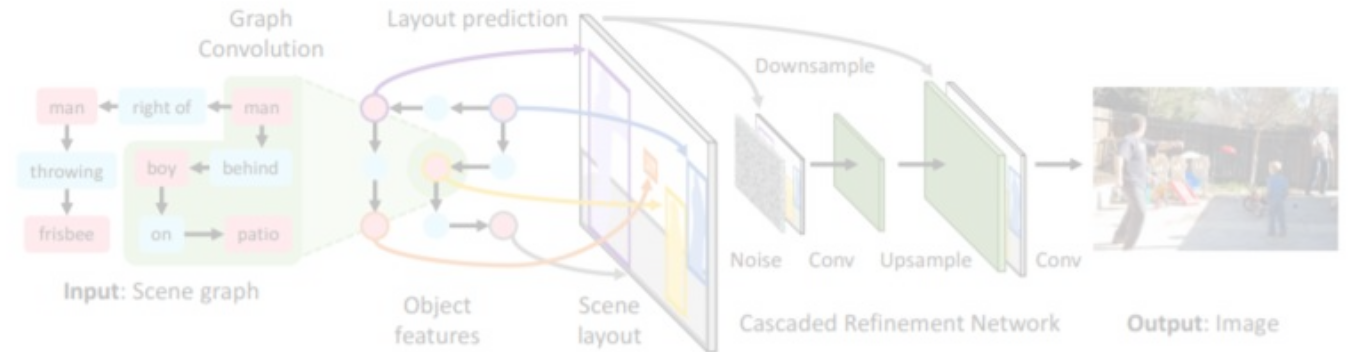 Graph
Convolution
Layout prediction
Downsample
man
right of
man
throwing
boy
behind
frisbee
on
patio
Noise
Conv
Upsample
Conv
Input: Scene graph
Object
features
Scene
layout
Cascaded Refinement Network
Output: Image